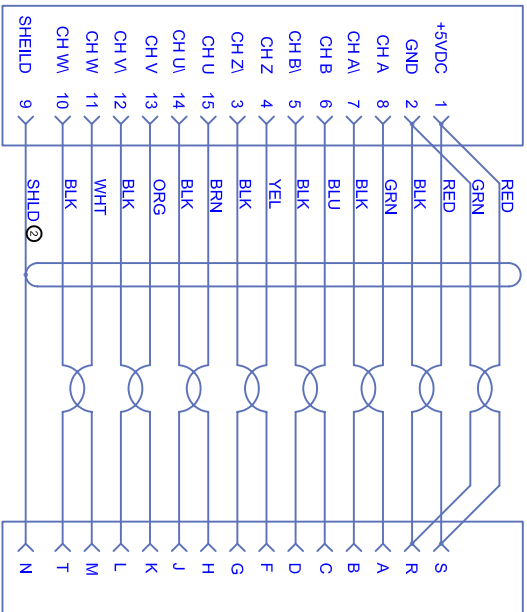 +5VDC 1
GND 2
CH A 8
CH A\ 7
CH B 6
CH B\ 5
CH Z 4
CH Z\ 3
CH U 15
CH U\ 14
CH V 13
CH V\ 12
CH W 11
CH W\ 10
SHEILD 9
RED
GRN
RED
BLK
GRN
BLK
BLU
BLK
YEL
BLK
BRN
BLK
ORG
BLK
WHT
BLK
SHLD 2
S
R
A
B
C
D
F
G
H
J
K
L
M
T
N